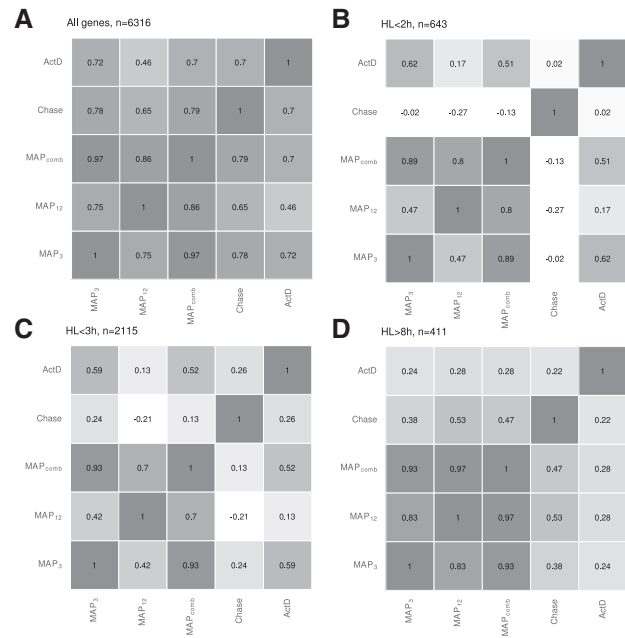 A All genes, n=6316
ActD 0.72 0.46 0.7 0.7 1
Chase 0.78 0.65 0.79 1 0.7
MAPcomb 0.97 0.86 1 0.79 0.7
MAP12 0.75 1 0.86 0.65 0.46
MAP3 1 0.75 0.97 0.78 0.72
MAP3 MAP12 MAPcomb Chase ActD
B HL<2h, n=643
ActD 0.62 0.17 0.51 0.02 1
Chase -0.02 -0.27 -0.13 1 0.02
MAPcomb 0.89 0.8 1 -0.13 0.51
MAP12 0.47 1 0.8 -0.27 0.17
MAP3 1 0.47 0.89 -0.02 0.62
MAP3 MAP12 MAPcomb Chase ActD
C HL<3h, n=2115
ActD 0.59 0.13 0.52 0.26 1
Chase 0.24 -0.21 0.13 1 0.26
MAPcomb 0.93 0.7 1 0.13 0.52
MAP12 0.42 1 0.7 -0.21 0.13
MAP3 1 0.42 0.93 0.24 0.59
MAP3 MAP12 MAPcomb Chase ActD
D HL>8h, n=411
ActD 0.24 0.28 0.28 0.22 1
Chase 0.38 0.53 0.47 1 0.22
MAPcomb 0.93 0.97 1 0.47 0.28
MAP12 0.83 1 0.97 0.53 0.28
MAP3 1 0.83 0.93 0.38 0.24
MAP3 MAP12 MAPcomb Chase ActD